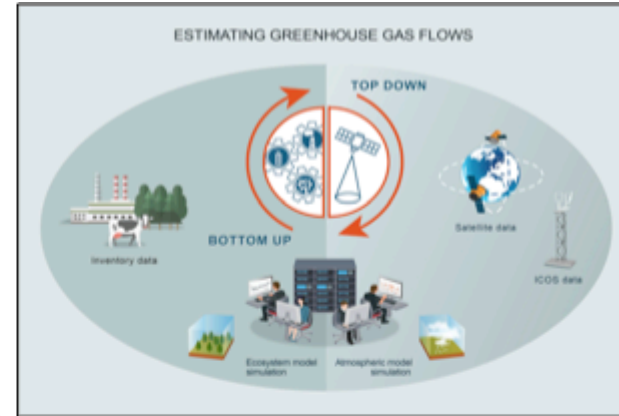 ESTIMATING GREENHOUSE GAS FLOWS
TOP DOWN
BOTTOM UP
Inventory data
Satellite data
ICOS data
Ecosystem model
simulation
Atmospheric model
simulation